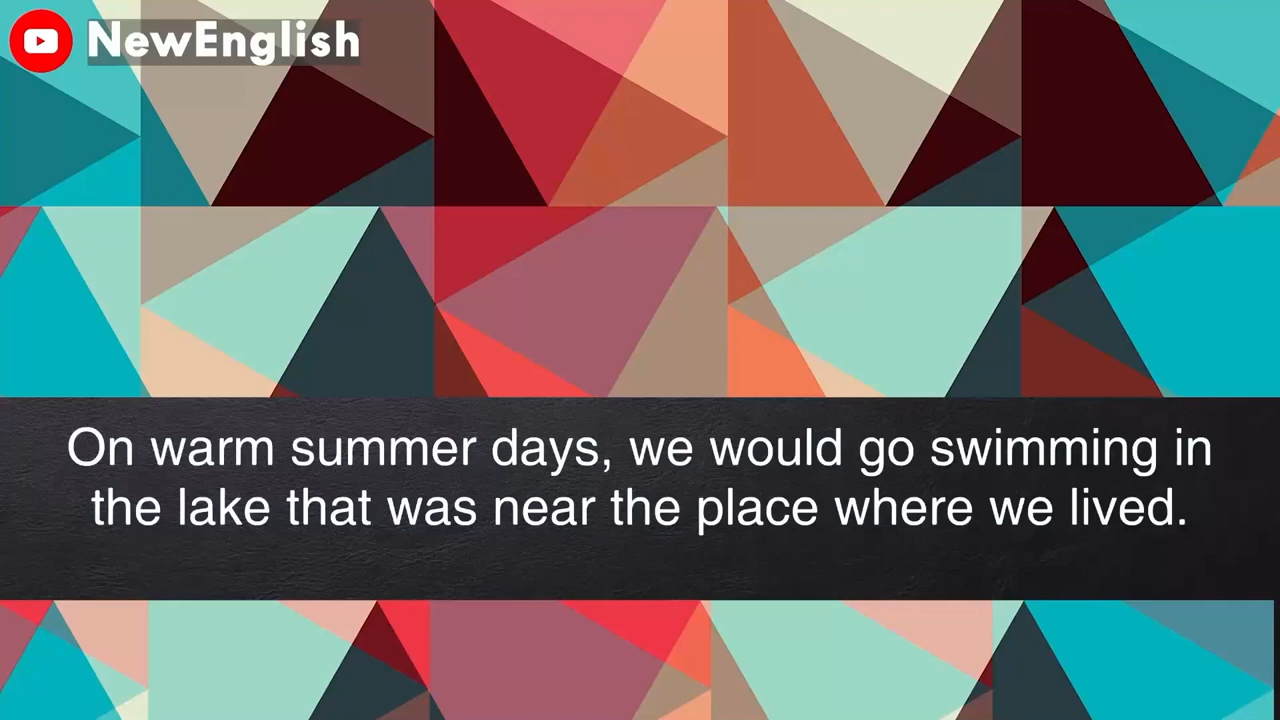 NewEnglish
On warm summer days, we would go swimming in
the lake that was near the place where we lived.